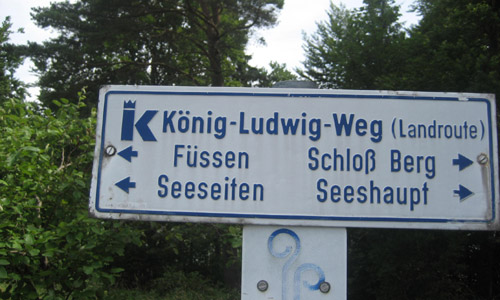 K König-Ludwig-Weg (Landroute)
Füssen Schloß Berg
Seeseiten Seeshaupt